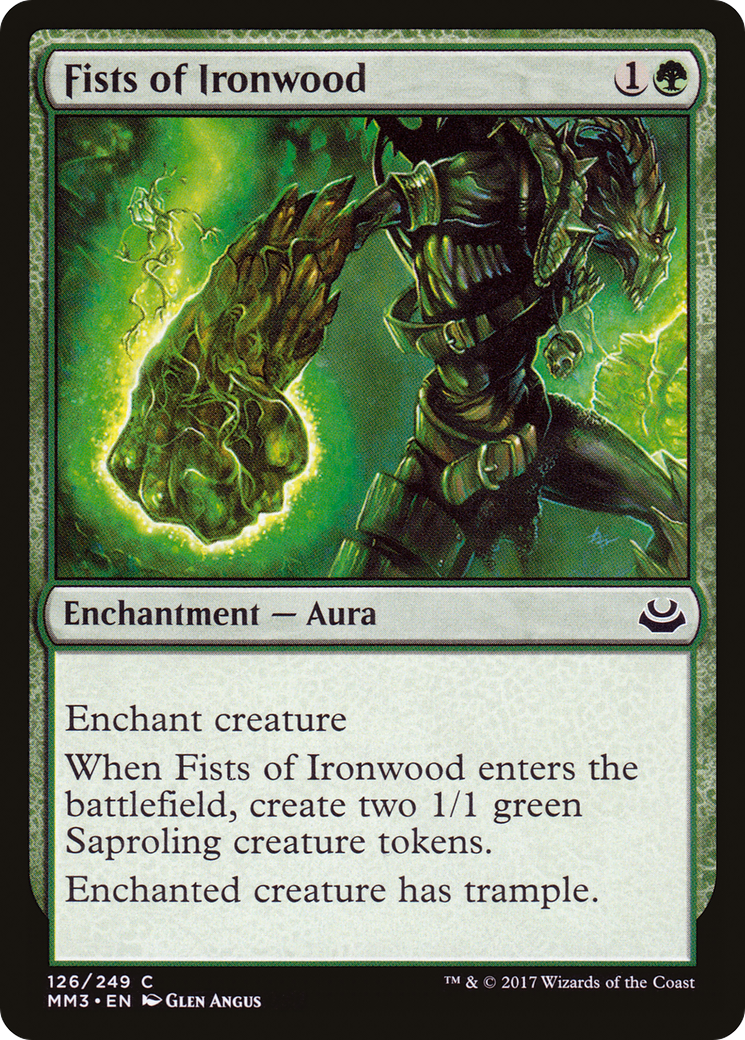 Fists of Ironwood 1
Enchantment — Aura
Enchant creature
When Fists of Ironwood enters the
battlefield, create two 1/1 green
Saproling creature tokens.
Enchanted creature has trample.
126/249 C ™ & © 2017 Wizards of the Coast
MM3 • EN Glen Angus